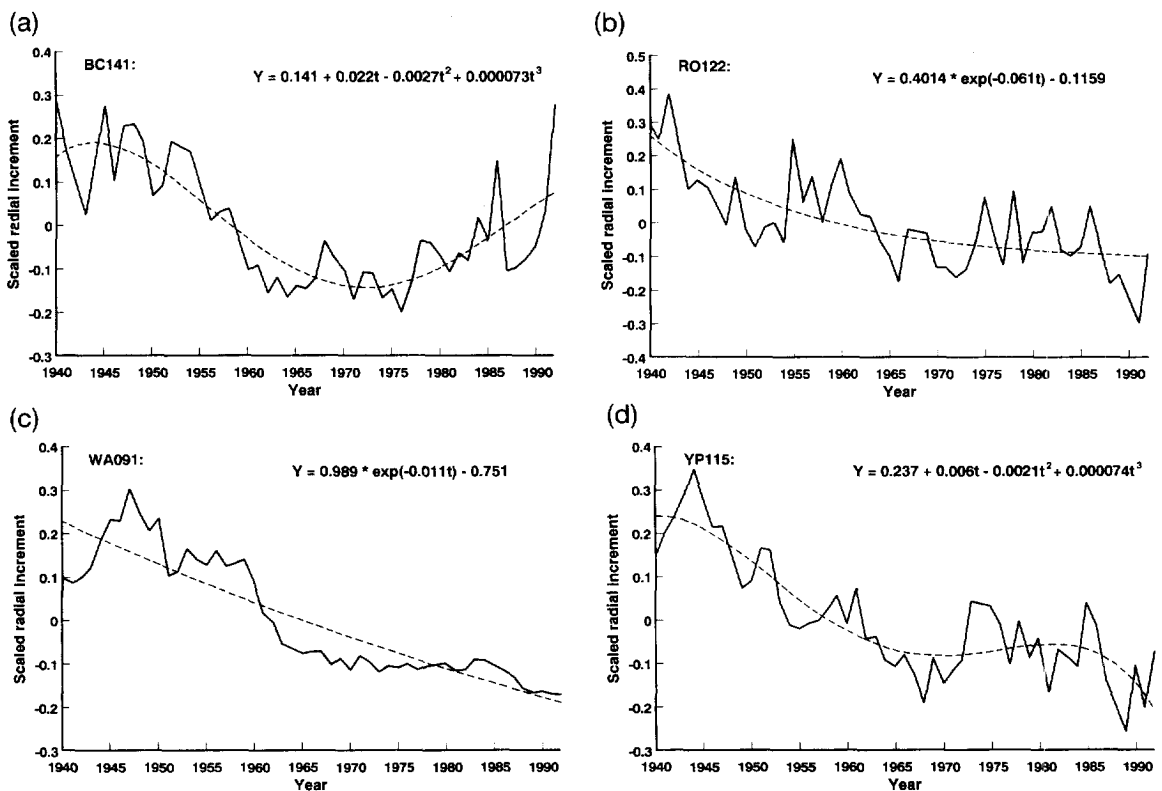 (a)
BC141:
Y = 0.141 + 0.022t - 0.0027t² + 0.000073t³
Scaled radial increment
0.4
0.3
0.2
0.1
0
-0.1
-0.2
-0.3
1940 1945 1950 1955 1960 1965 1970 1975 1980 1985 1990
Year
(b)
RO122:
Y = 0.4014 * exp(-0.061t) - 0.1159
Scaled radial increment
0.5
0.4
0.3
0.2
0.1
0
-0.1
-0.2
-0.3
-0.4
1940 1945 1950 1955 1960 1965 1970 1975 1980 1985 1990
Year
(c)
WA091:
Y = 0.989 * exp(-0.011t) - 0.751
Scaled radial increment
0.4
0.3
0.2
0.1
0
-0.1
-0.2
-0.3
1940 1945 1950 1955 1960 1965 1970 1975 1980 1985 1990
Year
(d)
YP115:
Y = 0.237 + 0.006t - 0.0021t² + 0.000074t³
Scaled radial increment
0.4
0.3
0.2
0.1
0
-0.1
-0.2
-0.3
1940 1945 1950 1955 1960 1965 1970 1975 1930 1985 1990
Year